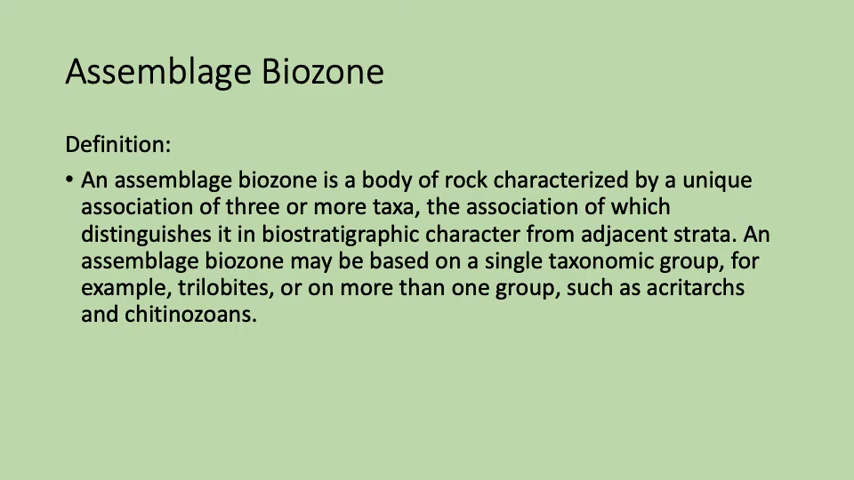 Assemblage Biozone
Definition:
• An assemblage biozone is a body of rock characterized by a unique
association of three or more taxa, the association of which
distinguishes it in biostratigraphic character from adjacent strata. An
assemblage biozone may be based on a single taxonomic group, for
example, trilobites, or on more than one group, such as acritarchs
and chitinozoans.